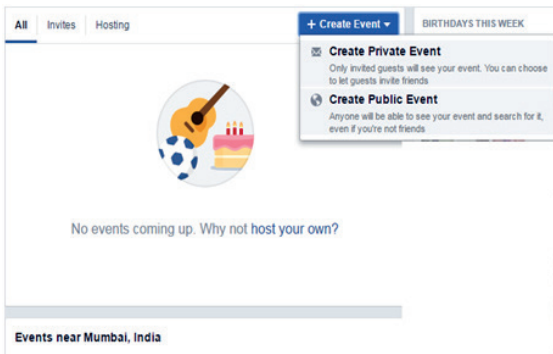 All Invites Hosting + Create Event BIRTHDAYS THIS WEEK
Create Private Event
Only invited guests will see your event. You can choose
to let guests invite friends
Create Public Event
Anyone will be able to see your event and search for it,
even if you're not friends
No events coming up. Why not host your own?
Events near Mumbai, India